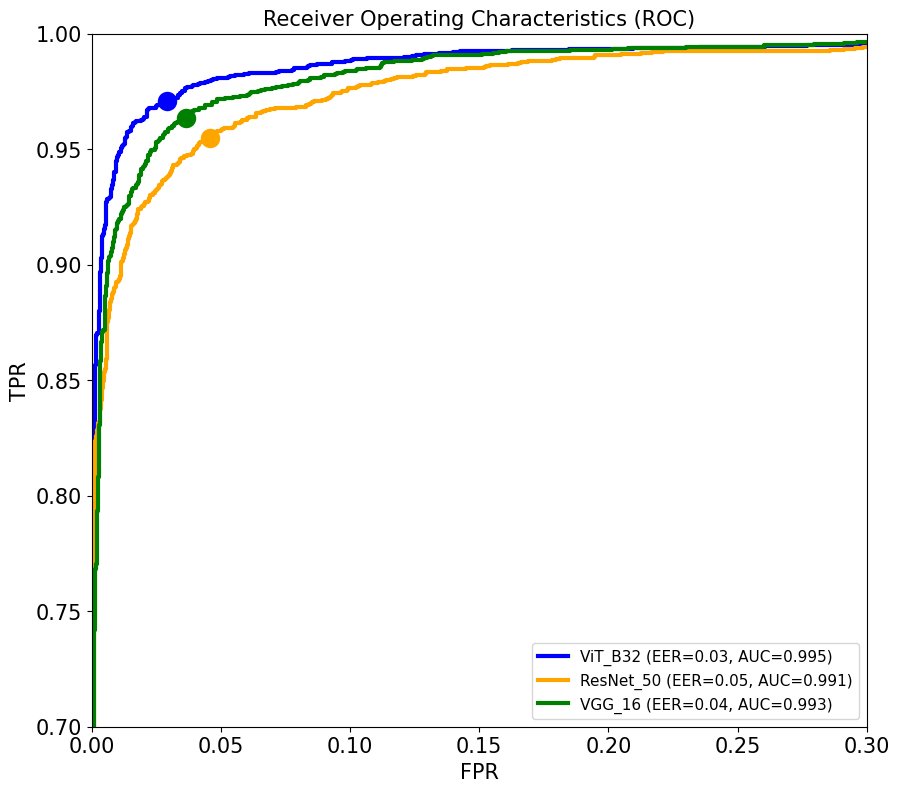 Receiver Operating Characteristics (ROC)
1.00
0.95
0.90
0.85
0.80
0.75
0.70
TPR
ViT_B32 (EER=0.03, AUC=0.995)
ResNet_50 (EER=0.05, AUC=0.991)
VGG_16 (EER=0.04, AUC=0.993)
0.00 0.05 0.10 0.15 0.20 0.25 0.30
FPR